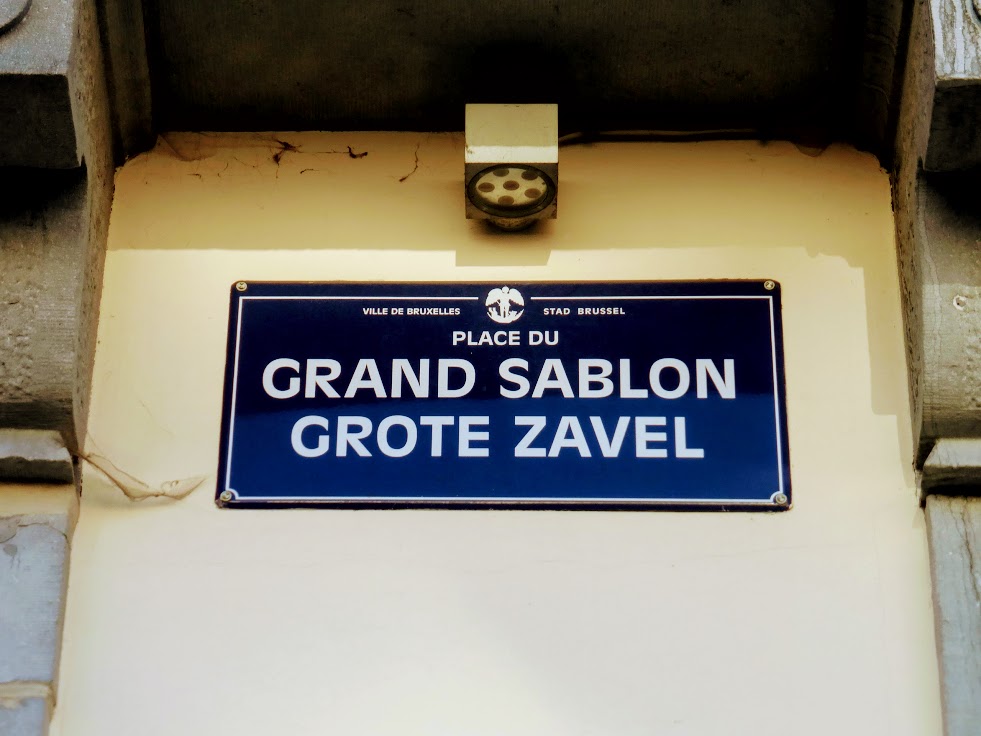 VILLE DE BRUXELLES STAD BRUSSEL
PLACE DU
GRAND SABLON
GROTE ZAVEL